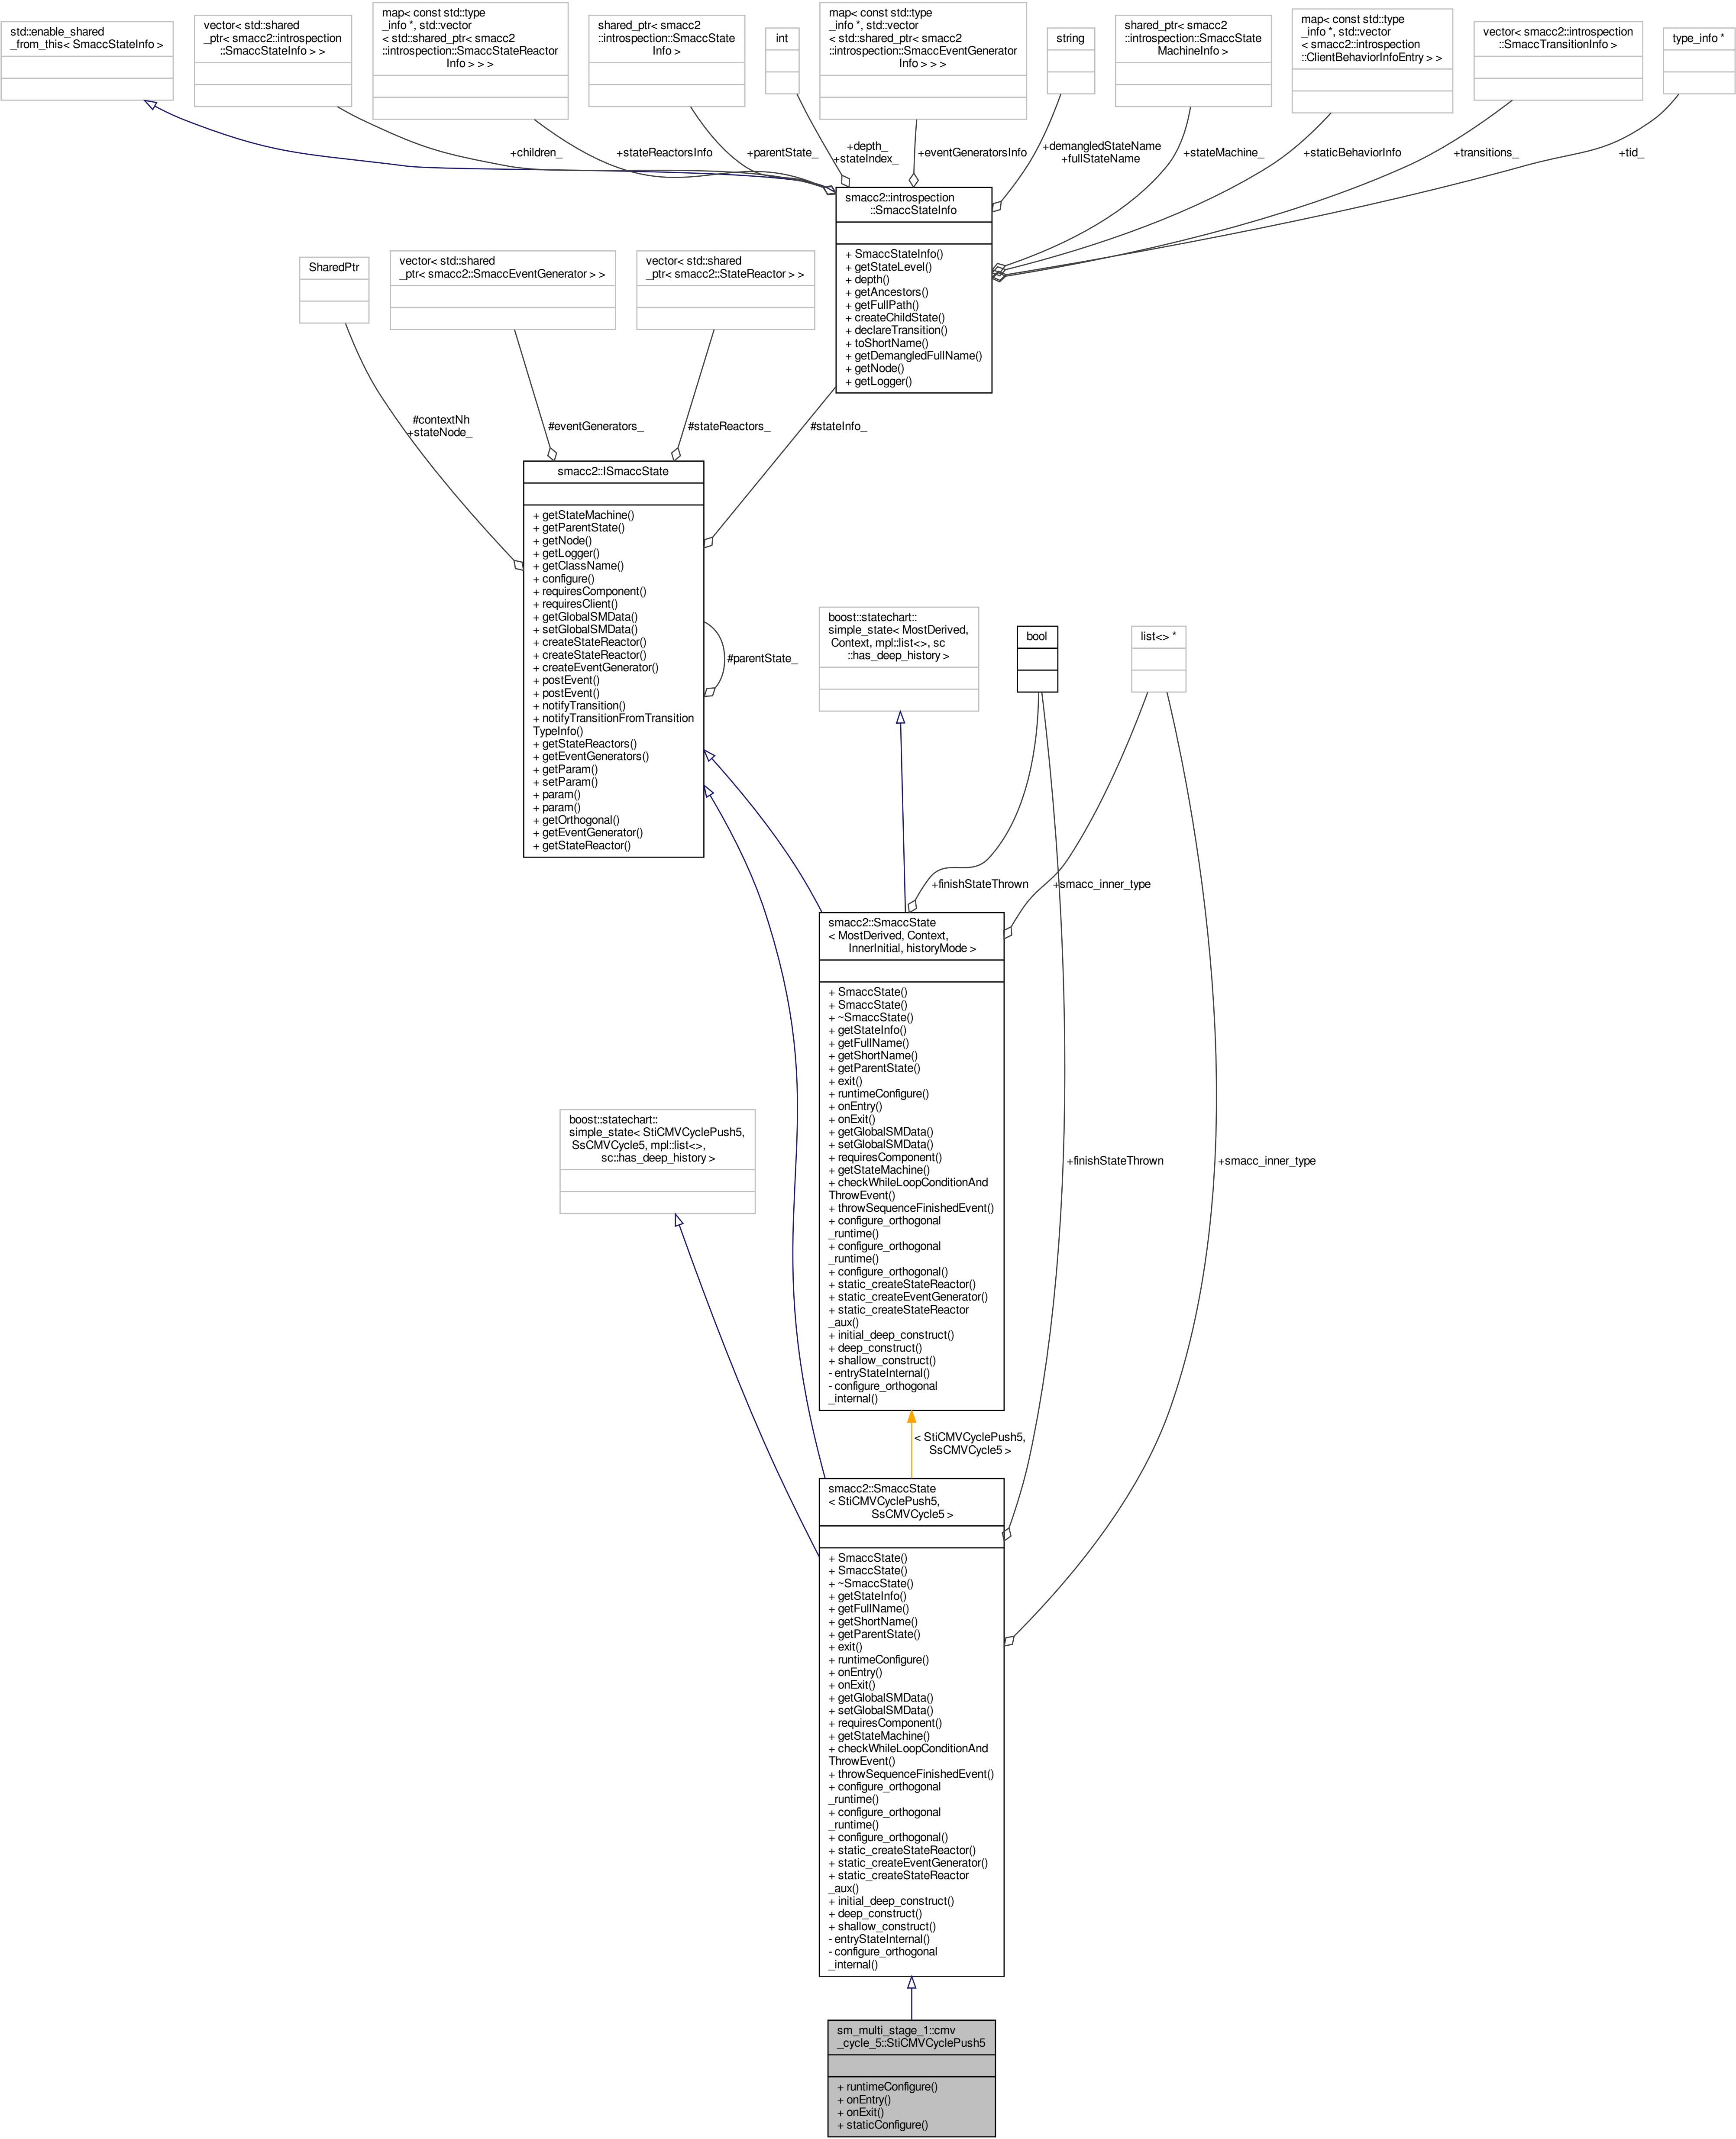 std::enable_shared
_from_this< SmaccStateInfo >
vector< std::shared
_ptr< smacc2::introspection
::SmaccStateInfo > >
map< const std::type
_info *, std::vector
< std::shared_ptr< smacc2
::introspection::SmaccStateReactor
Info > > >
shared_ptr< smacc2
::introspection::SmaccState
Info >
int
map< const std::type
_info *, std::vector
< std::shared_ptr< smacc2
::introspection::SmaccEventGenerator
Info > > >
string
shared_ptr< smacc2
::introspection::SmaccState
MachineInfo >
map< const std::type
_info *, std::vector
< smacc2::introspection
::ClientBehaviorInfoEntry > >
vector< smacc2::introspection
::SmaccTransitionInfo >
type_info *
+children_
+stateReactorsInfo
+parentState_
+depth_
+stateIndex_
+eventGeneratorsInfo
+demangledStateName
+fullStateName
+stateMachine_
+staticBehaviorInfo
+transitions_
+tid_
smacc2::introspection
::SmaccStateInfo
+ SmaccStateInfo()
+ getStateLevel()
+ depth()
+ getAncestors()
+ getFullPath()
+ createChildState()
+ declareTransition()
+ toShortName()
+ getDemangledFullName()
+ getNode()
+ getLogger()
SharedPtr
vector< std::shared
_ptr< smacc2::SmaccEventGenerator > >
vector< std::shared
_ptr< smacc2::StateReactor > >
#contextNh
+stateNode_
#eventGenerators_
#stateReactors_
#stateInfo_
smacc2::ISmaccState
+ getStateMachine()
+ getParentState()
+ getNode()
+ getLogger()
+ getClassName()
+ configure()
+ requiresComponent()
+ requiresClient()
+ getGlobalSMData()
+ setGlobalSMData()
+ createStateReactor()
+ createStateReactor()
+ createEventGenerator()
+ postEvent()
+ postEvent()
+ notifyTransition()
+ notifyTransitionFromTransition
TypeInfo()
+ getStateReactors()
+ getEventGenerators()
+ getParam()
+ setParam()
+ param()
+ param()
+ getOrthogonal()
+ getEventGenerator()
+ getStateReactor()
#parentState_
boost::statechart::
simple_state< MostDerived,
Context, mpl::list<>, sc
::has_deep_history >
bool
list<> *
+finishStateThrown
+smacc_inner_type
smacc2::SmaccState
< MostDerived, Context,
InnerInitial, historyMode >
+ SmaccState()
+ SmaccState()
+ ~SmaccState()
+ getStateInfo()
+ getFullName()
+ getShortName()
+ getParentState()
+ exit()
+ runtimeConfigure()
+ onEntry()
+ onExit()
+ getGlobalSMData()
+ setGlobalSMData()
+ requiresComponent()
+ getStateMachine()
+ checkWhileLoopConditionAnd
ThrowEvent()
+ throwSequenceFinishedEvent()
+ configure_orthogonal
_runtime()
+ configure_orthogonal
_runtime()
+ configure_orthogonal()
+ static_createStateReactor()
+ static_createEventGenerator()
+ static_createStateReactor
_aux()
+ initial_deep_construct()
+ deep_construct()
+ shallow_construct()
- entryStateInternal()
- configure_orthogonal
_internal()
boost::statechart::
simple_state< StiCMVCyclePush5,
SsCMVCycle5, mpl::list<>,
sc::has_deep_history >
+finishStateThrown
+smacc_inner_type
< StiCMVCyclePush5,
SsCMVCycle5 >
smacc2::SmaccState
< StiCMVCyclePush5,
SsCMVCycle5 >
+ SmaccState()
+ SmaccState()
+ ~SmaccState()
+ getStateInfo()
+ getFullName()
+ getShortName()
+ getParentState()
+ exit()
+ runtimeConfigure()
+ onEntry()
+ onExit()
+ getGlobalSMData()
+ setGlobalSMData()
+ requiresComponent()
+ getStateMachine()
+ checkWhileLoopConditionAnd
ThrowEvent()
+ throwSequenceFinishedEvent()
+ configure_orthogonal
_runtime()
+ configure_orthogonal
_runtime()
+ configure_orthogonal()
+ static_createStateReactor()
+ static_createEventGenerator()
+ static_createStateReactor
_aux()
+ initial_deep_construct()
+ deep_construct()
+ shallow_construct()
- entryStateInternal()
- configure_orthogonal
_internal()
sm_multi_stage_1::cmv
_cycle_5::StiCMVCyclePush5
+ runtimeConfigure()
+ onEntry()
+ onExit()
+ staticConfigure()